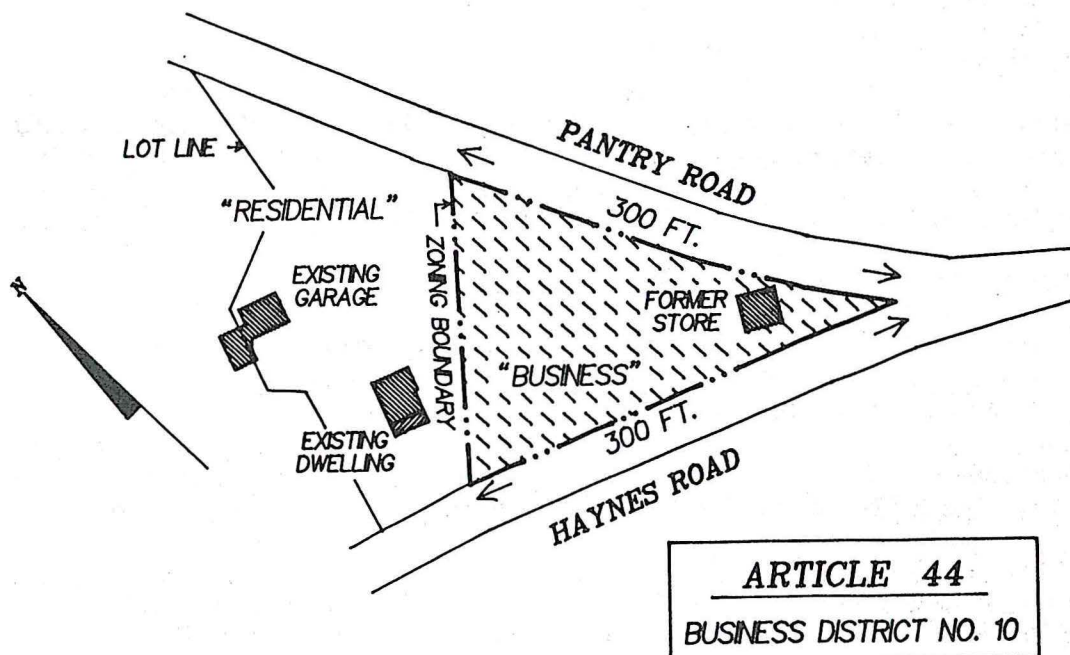 PANTRY ROAD
LOT LINE
300 FT.
"RESIDENTIAL"
ZONING BOUNDARY
EXISTING
GARAGE
FORMER
STORE
N
"BUSINESS"
EXISTING
DWELLING
300 FT.
HAYNES ROAD
ARTICLE 44
BUSINESS DISTRICT NO. 10